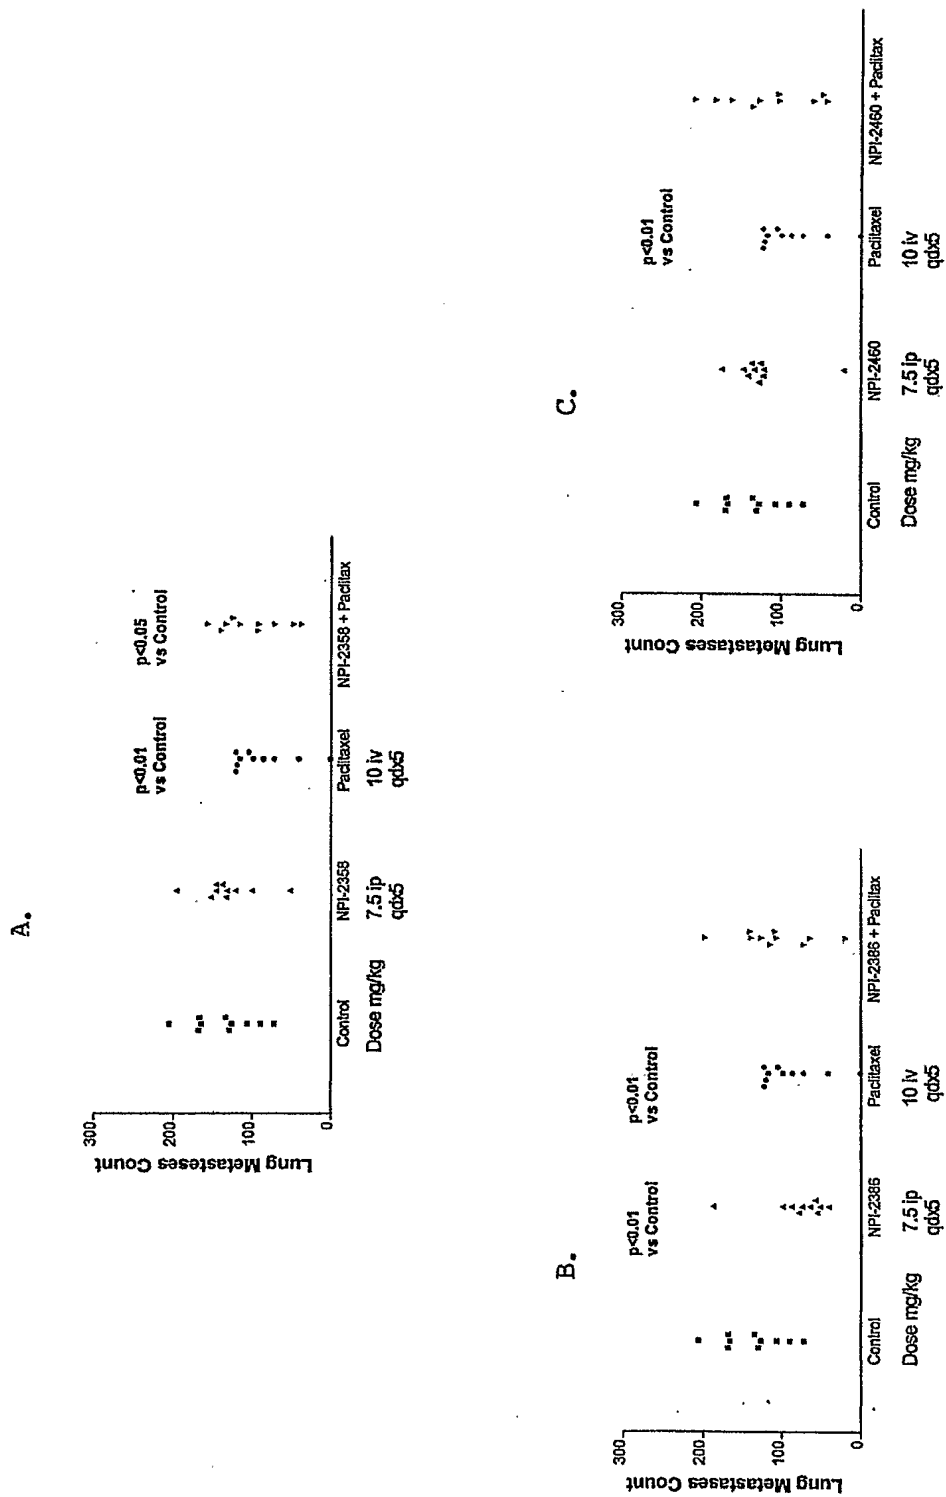 A.
p<0.01
vs Control
p<0.05
vs Control
300
200
100
0
Lung Metasteses Count
Control
NPI-2358
Paclitaxel
NPI-2358 + Paclitax
Dose mg/kg
7.5 ip
qdx5
10 iv
qdx5
B.
p<0.01
vs Control
p<0.01
vs Control
300
200
100
0
Lung Metasteses Count
Control
NPI-2386
Paclitaxel
NPI-2386 + Paclitax
Dose mg/kg
7.5 ip
qdx5
10 iv
qdx5
C.
p<0.01
vs Control
300
200
100
0
Lung Metastases Count
Control
NPI-2460
Paclitaxel
NPI-2460 + Paclitax
Dose mg/kg
7.5 ip
qdx5
10 iv
qdx5